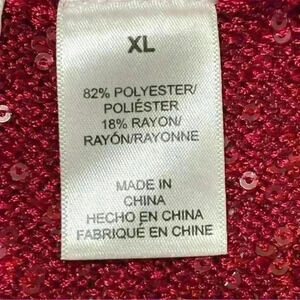 XL
82% POLYESTER/
POLIÉSTER
18% RAYON/
RAYÓN/RAYONNE
MADE IN
CHINA
HECHO EN CHINA
FABRIQUÉ EN CHINE